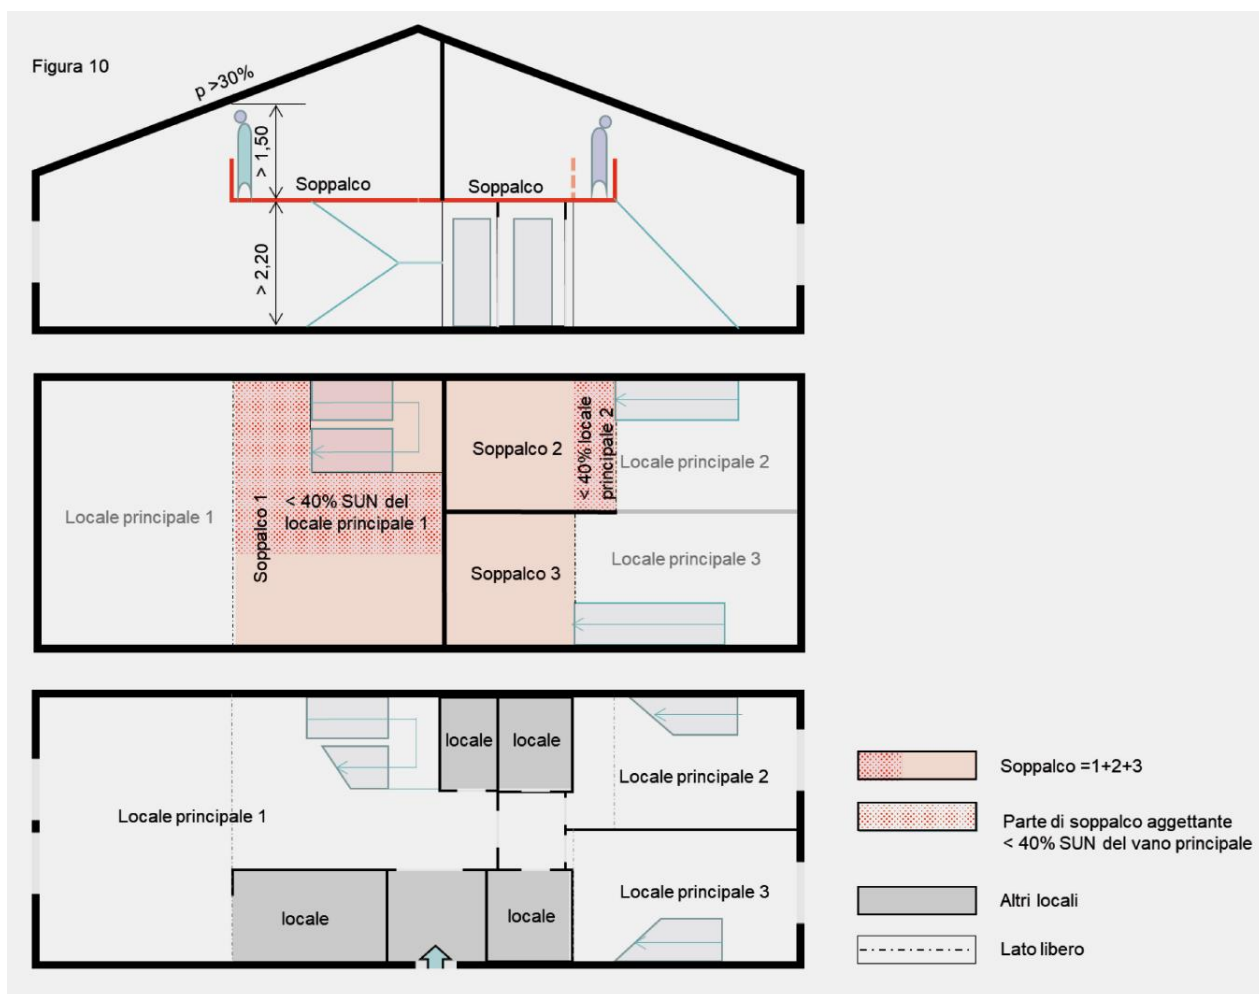 Figura 10
p >30%
> 1,50
Soppalco
Soppalco
> 2,20
Locale principale 1
Soppalco 1
< 40% SUN del
locale principale 1
Soppalco 2
< 40% locale
principale 2
Locale principale 2
Soppalco 3
Locale principale 3
locale
locale
Locale principale 2
Locale principale 1
Locale principale 3
locale
locale
Soppalco =1+2+3
Parte di soppalco aggettante
< 40% SUN del vano principale
Altri locali
Lato libero